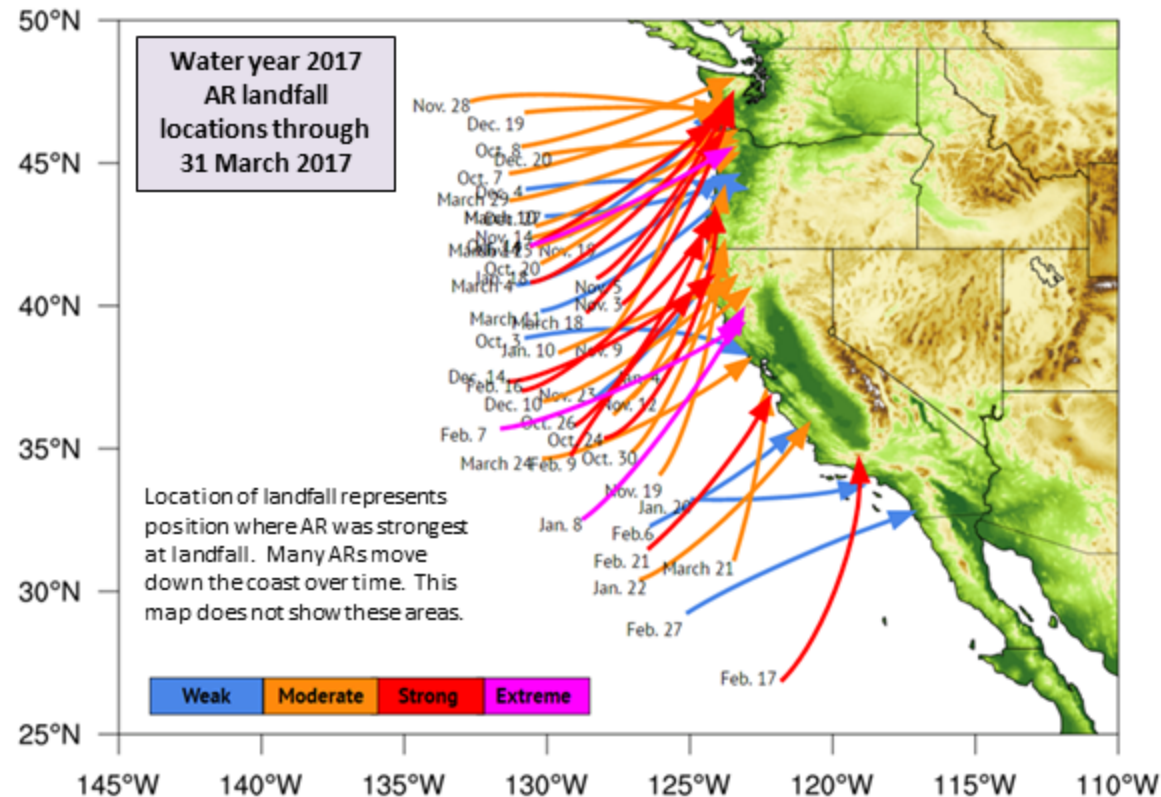 50°N
Water year 2017
AR landfall
locations through
31 March 2017
Nov. 28
Dec. 19
Oct. 8
Dec. 20
45°N
Oct. 7
Dec. 4
March 29
Nov. 14
Nov. 18
Oct. 20
Jan. 18
March 4
Nov. 5
Nov. 3
40°N
March 11
March 18
Oct. 3
Jan. 10
Nov. 9
Dec. 14
Feb. 16
Dec. 10
Nov. 23
Nov. 12
Oct. 26
Feb. 7
Oct. 24
35°N
March 24
Feb. 9
Oct. 30
Nov. 19
Jan. 20
Jan. 8
Feb.6
Feb. 21
March 21
Jan. 22
Feb. 27
Feb. 17
Location of landfall represents
position where AR was strongest
at landfall. Many ARs move
down the coast over time. This
map does not show these areas.
30°N
Weak Moderate Strong Extreme
25°N
145°W 140°W 135°W 130°W 125°W 120°W 115°W 110°W